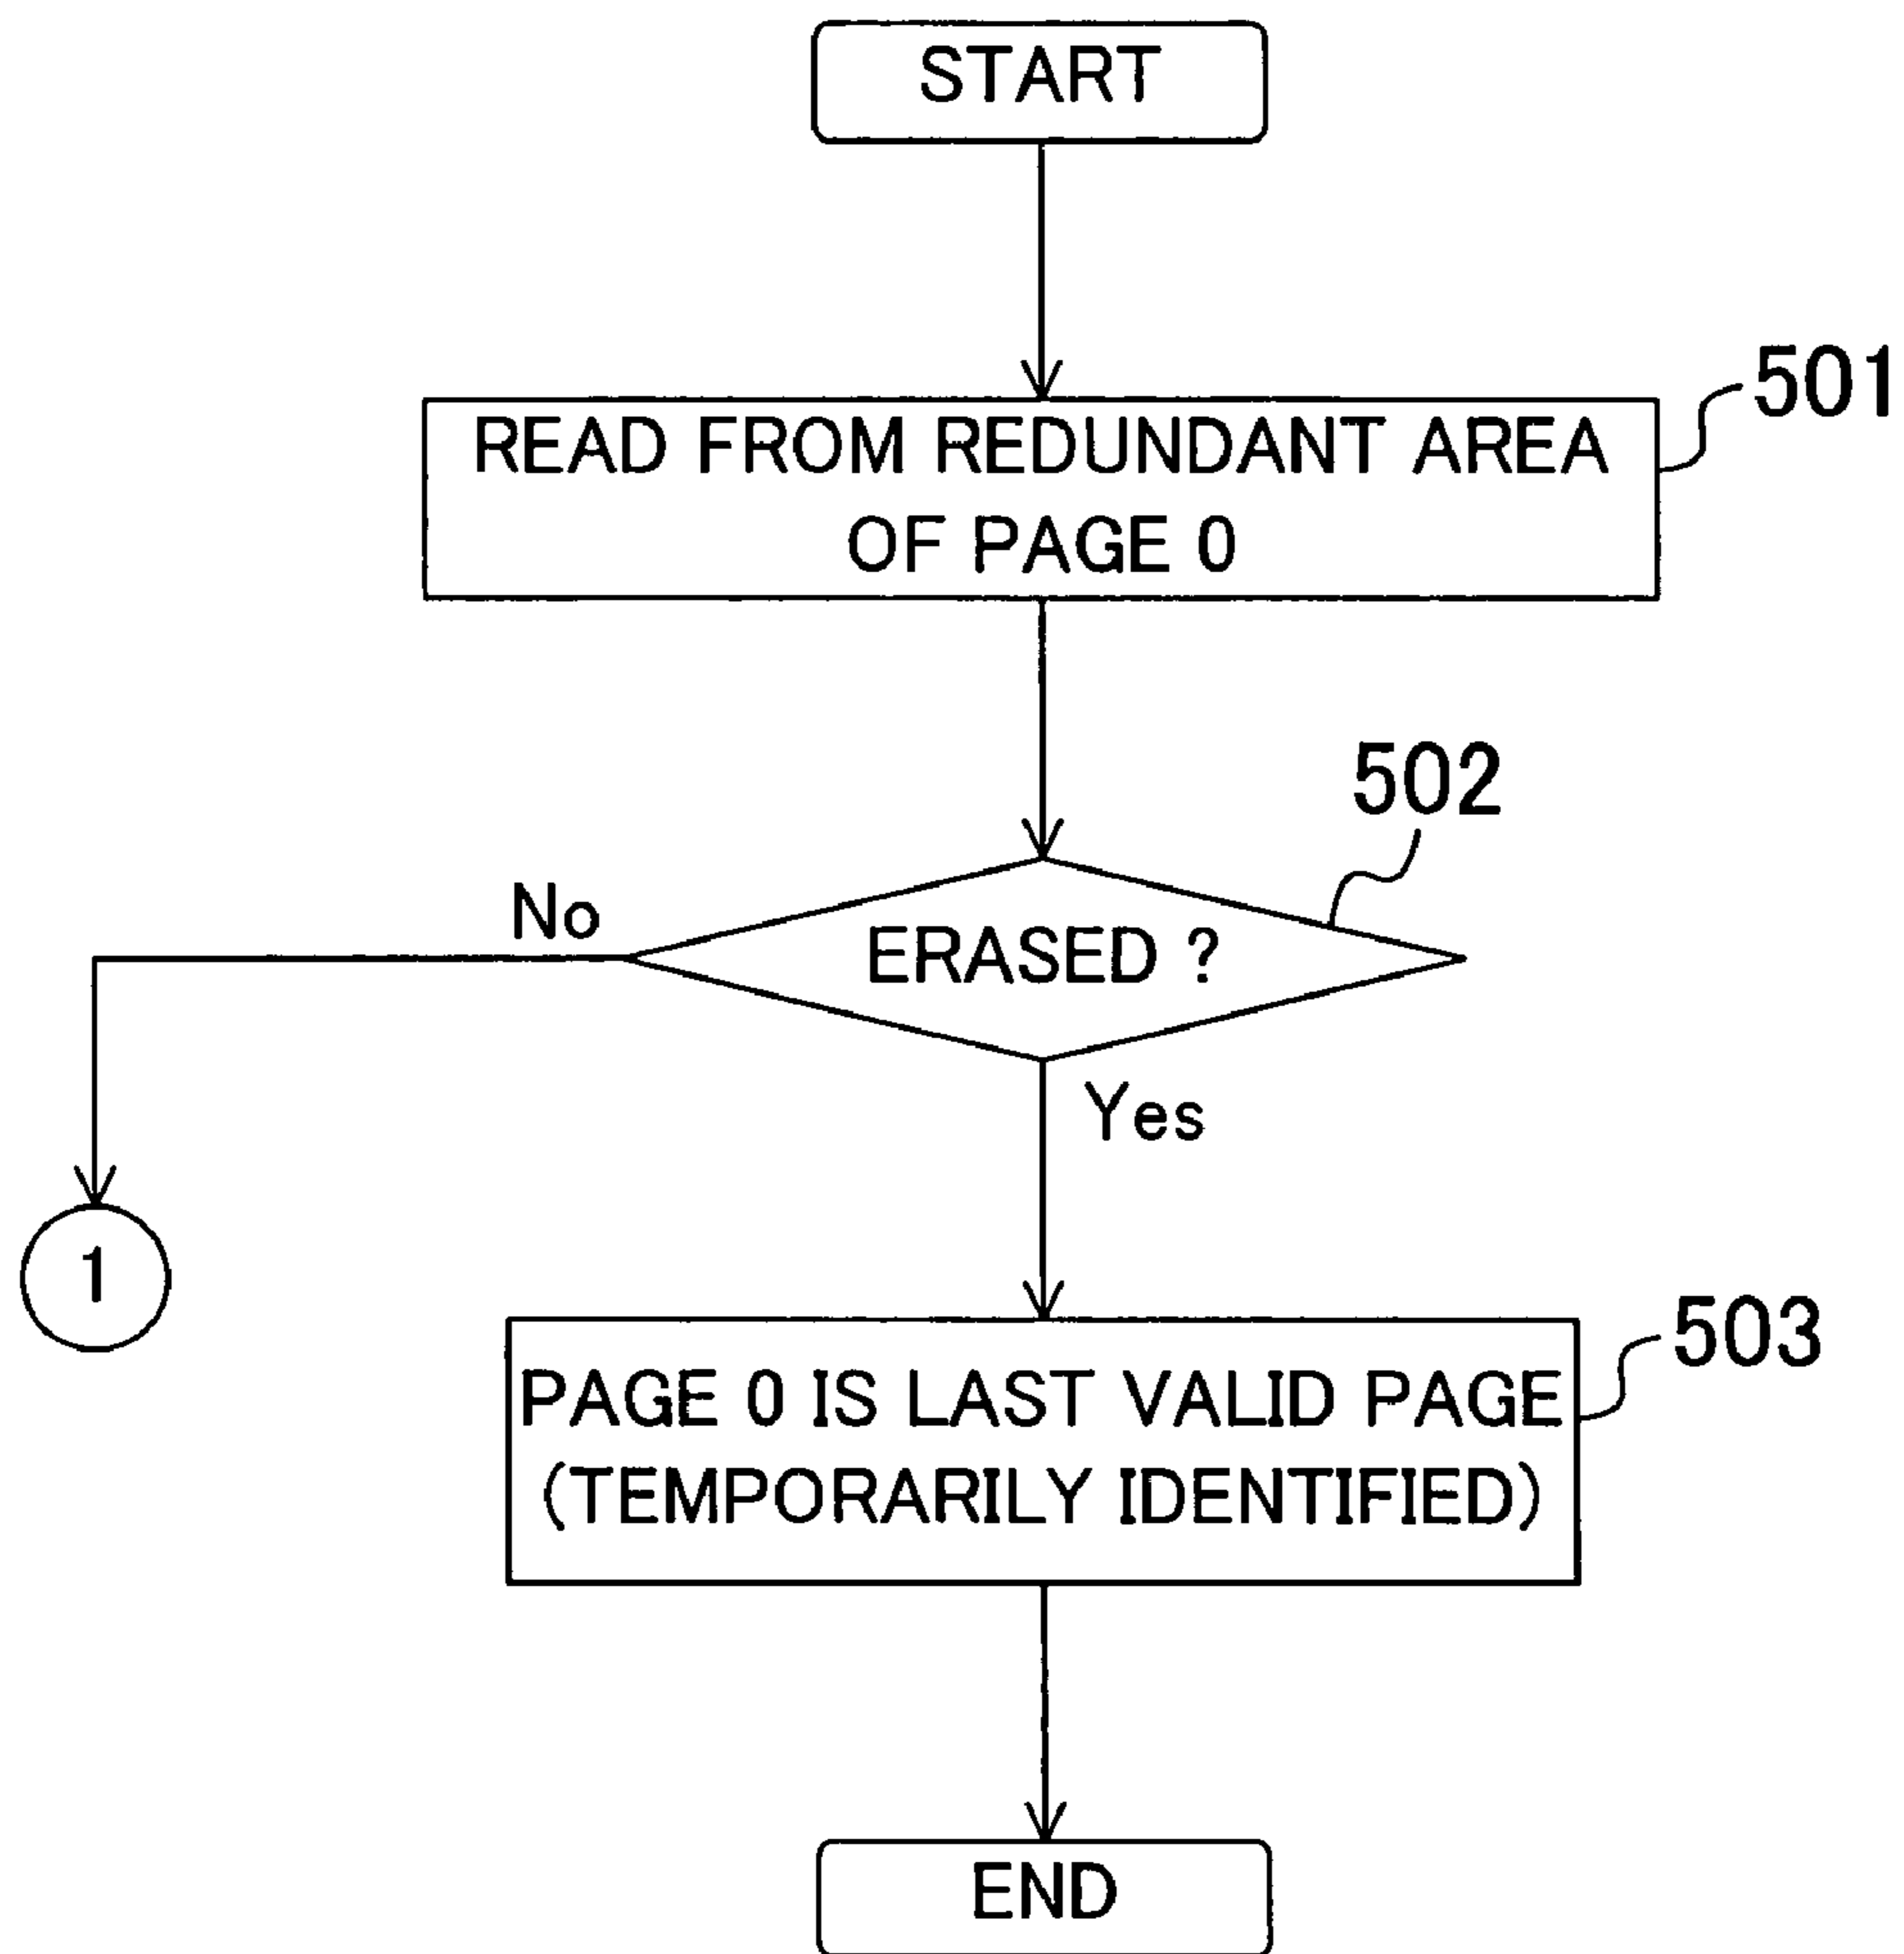 START
501
READ FROM REDUNDANT AREA
OF PAGE 0
502
No
ERASED ?
Yes
1
503
PAGE 0 IS LAST VALID PAGE
(TEMPORARILY IDENTIFIED)
END